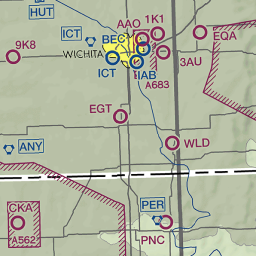 HUT
AAO
1K1
ICT
BEC
EQA
9K8
WICHITA
3AU
ICT
IAB
A683
EGT
WLD
ANY
PER
CKA
A562
PNC